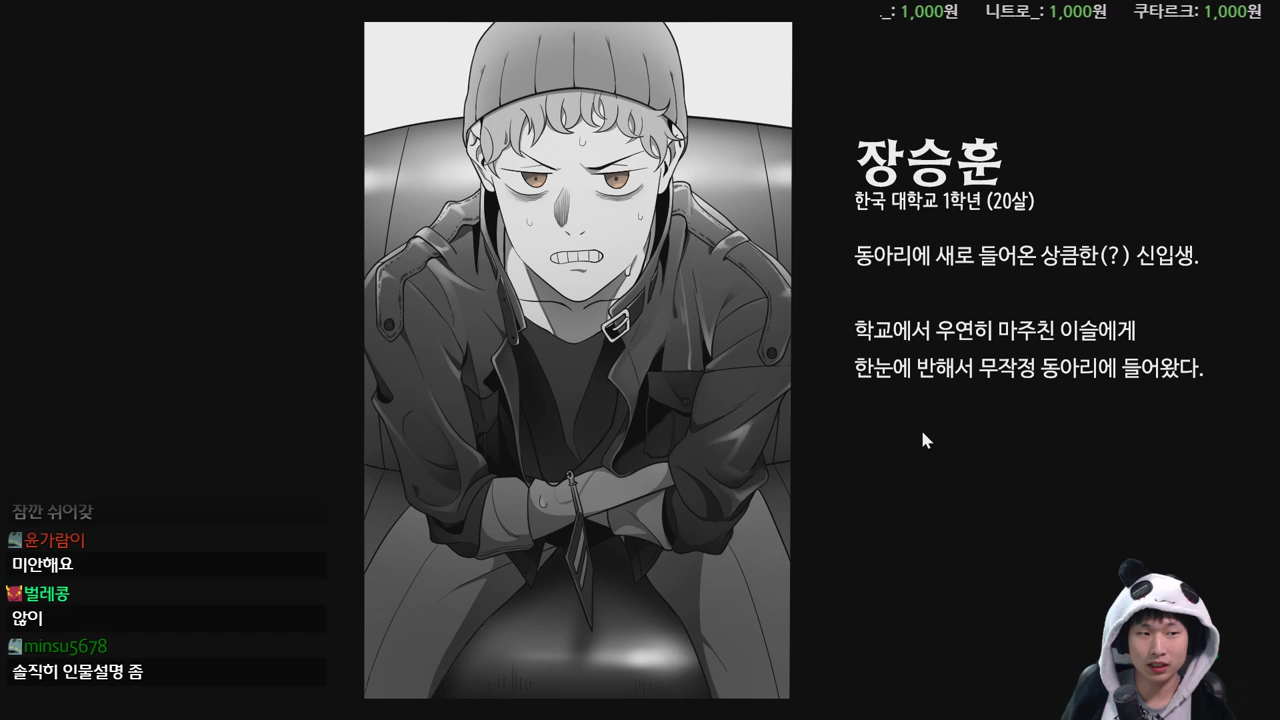 ._: 1,000원 니트로_: 1,000원 쿠타르크: 1,000원
장승훈
한국 대학교 1학년 (20살)
동아리에 새로 들어온 상큼한(?) 신입생.
학교에서 우연히 마주친 이슬에게
한눈에 반해서 무작정 동아리에 들어왔다.
잠깐 쉬어갖
윤가람이
미안해요
벌레콩
않이
minsu5678
솔직히 인물설명 좀